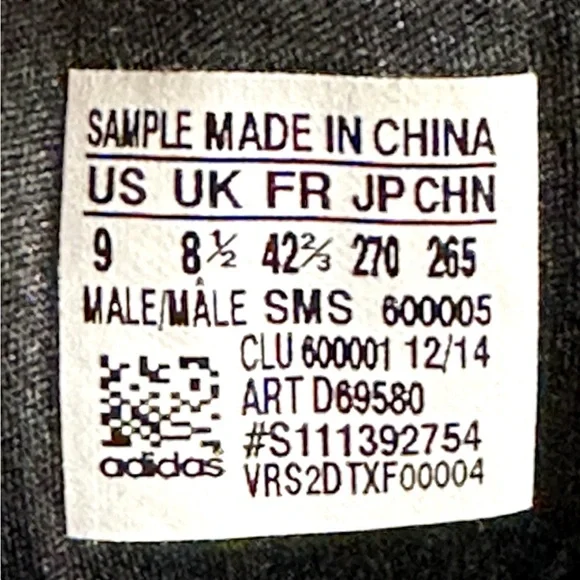 SAMPLE MADE IN CHINA
US UK FR JP CHN
9 8½ 42⅔ 270 265
MALE/MÂLE SMS 600005
CLU 600001 12/14
ART D69580
#S111392754
adidas
VRS2DTXF00004